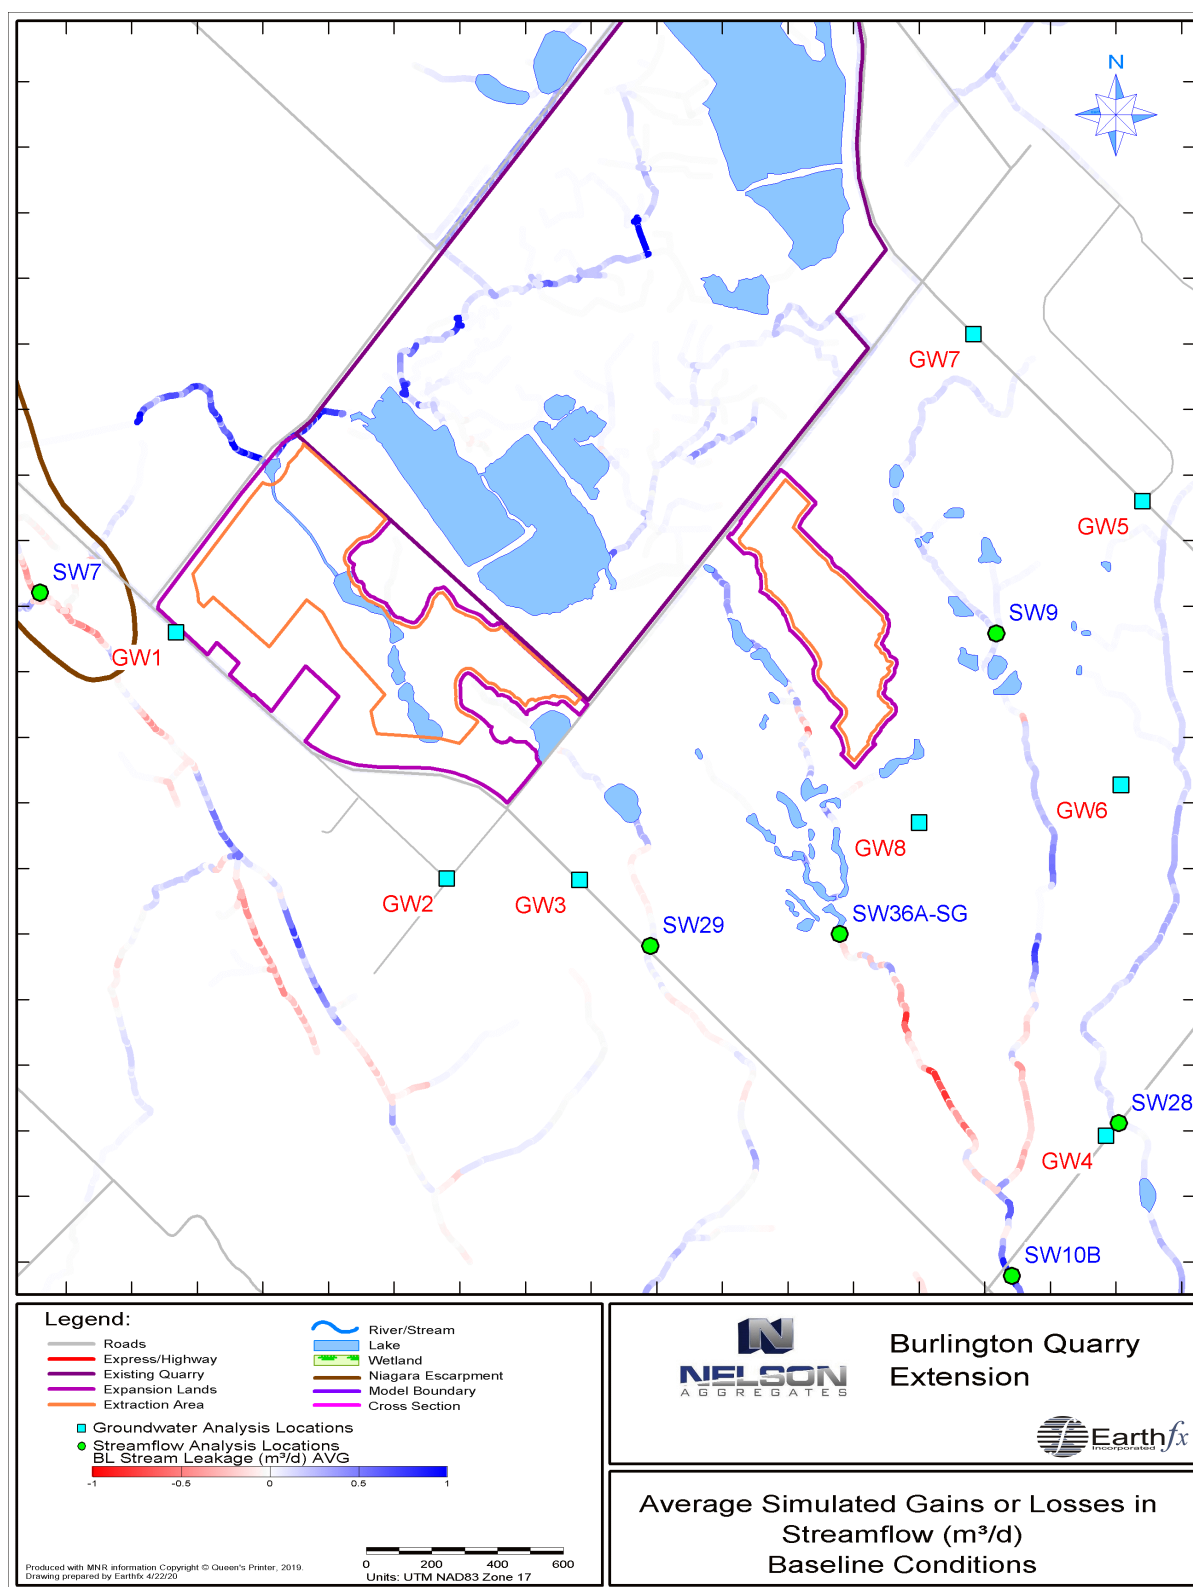 N
GW7
GW5
SW7
SW9
GW1
GW6
GW8
GW2
GW3
SW36A-SG
SW29
SW28
GW4
SW10B
Legend:
Roads
Express/Highway
Existing Quarry
Expansion Lands
Extraction Area
River/Stream
Lake
Wetland
Niagara Escarpment
Model Boundary
Cross Section
Groundwater Analysis Locations
Streamflow Analysis Locations
BL Stream Leakage (m³/d) AVG
-1 -0.5 0 0.5 1
0 200 400 600
Units: UTM NAD83 Zone 17
Produced with MNR information Copyright © Queen's Printer, 2019.
Drawing prepared by Earthfx 4/22/20
N
NELSON
AGGREGATES
Burlington Quarry
Extension
Earthfx
Incorporated
Average Simulated Gains or Losses in
Streamflow (m³/d)
Baseline Conditions